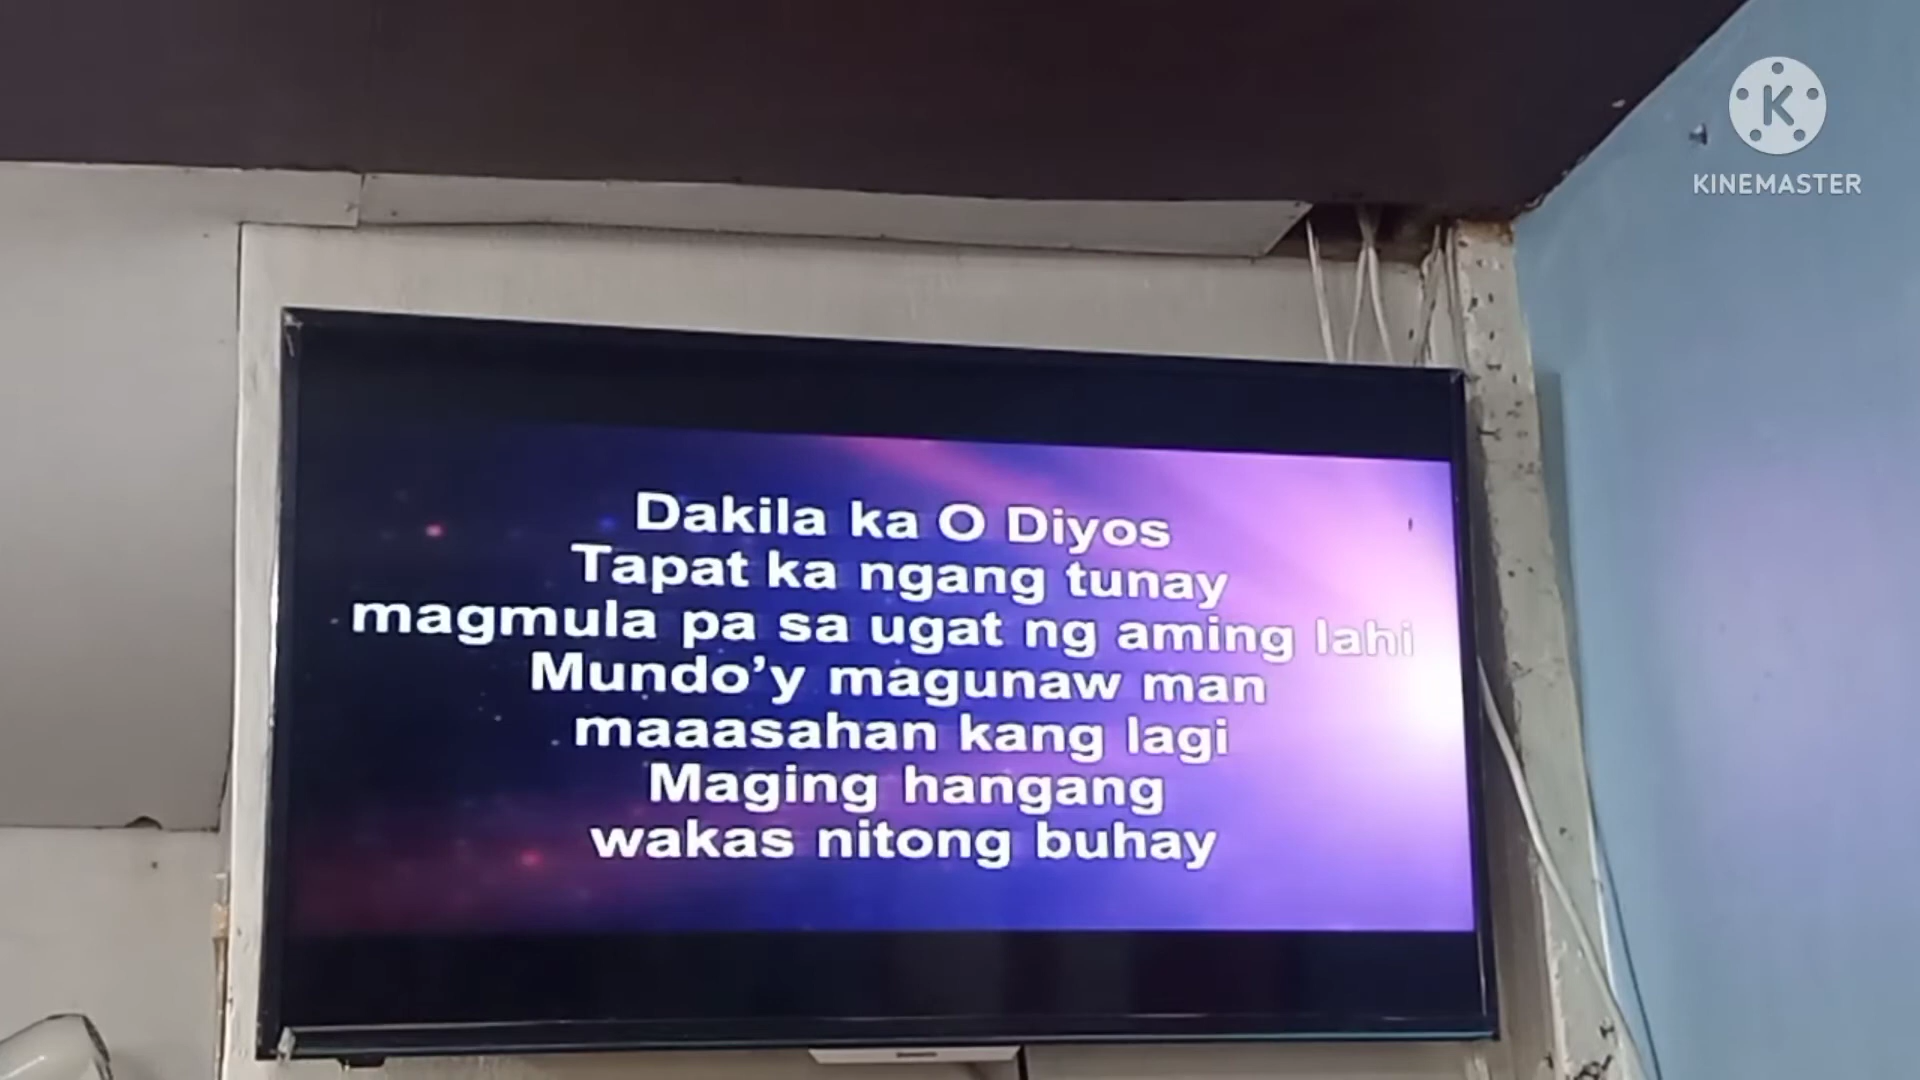 K
KINEMASTER
Dakila ka O Diyos
Tapat ka ngang tunay
magmula pa sa ugat ng aming lahi
Mundo'y magunaw man
maaasahan kang lagi
Maging hangang
wakas nitong buhay